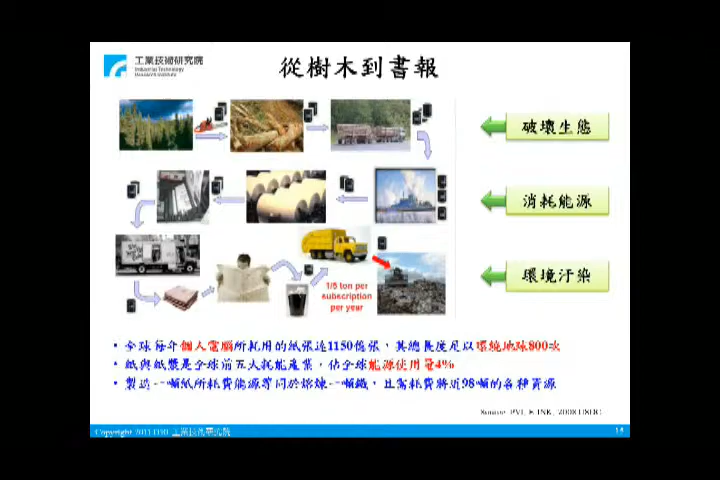 工業技術研究院
Industrial Technology
Research Institute
從樹木到書報
破壞生態
消耗能源
環境汙染
1/5 ton per
subscription
per year
全球每介個人電腦所耗用的紙張達1150億張，其總長度足以環繞地球800次
紙與紙漿是全球前五大耗能產業，佔全球能源使用量4%
製造一噸紙所耗費能源等同於熔煉一噸鐵，且需耗費將近98噸的各種資源
Source: PVI, E INK, 2008
Copyright 2011 ITRI 工業技術研究院